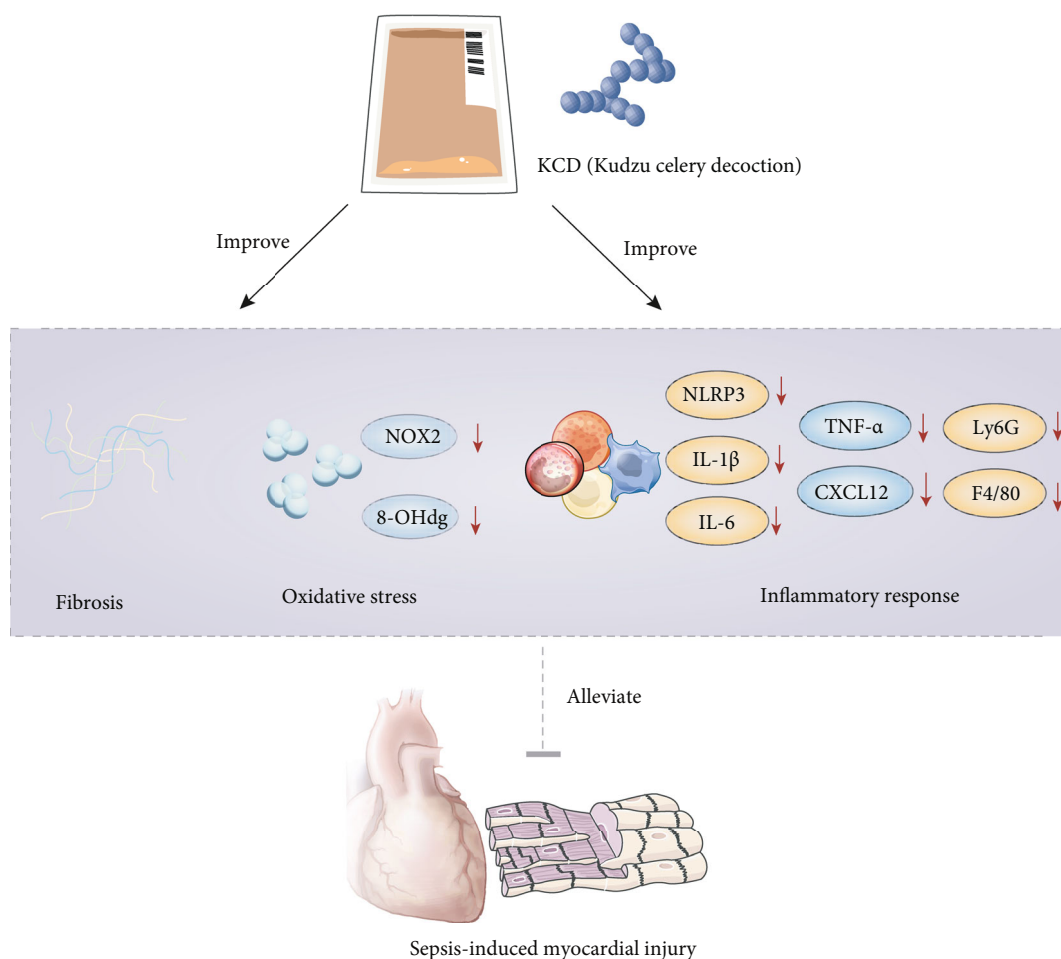 KCD (Kudzu celery decoction)
Improve
Improve
NLRP3
NOX2
TNF-α
Ly6G
IL-1β
8-OHdg
CXCL12
F4/80
IL-6
Fibrosis
Oxidative stress
Inflammatory response
Alleviate
Sepsis-induced myocardial injury